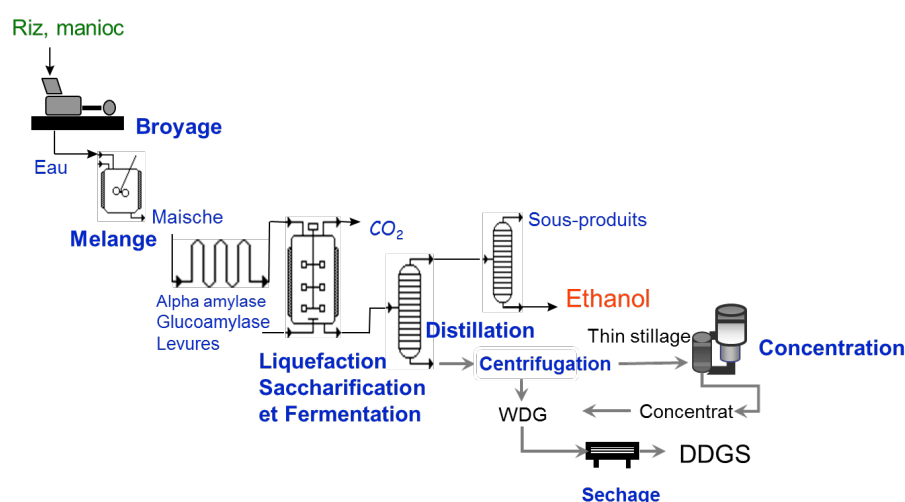 Riz, manioc
Broyage
Eau
Maische
Melange
CO2
Sous-produits
Alpha amylase
Glucoamylase
Levures
Ethanol
Distillation
Liquefaction
Saccharification
et Fermentation
Centrifugation
Thin stillage
Concentration
WDG
Concentrat
DDGS
Sechage